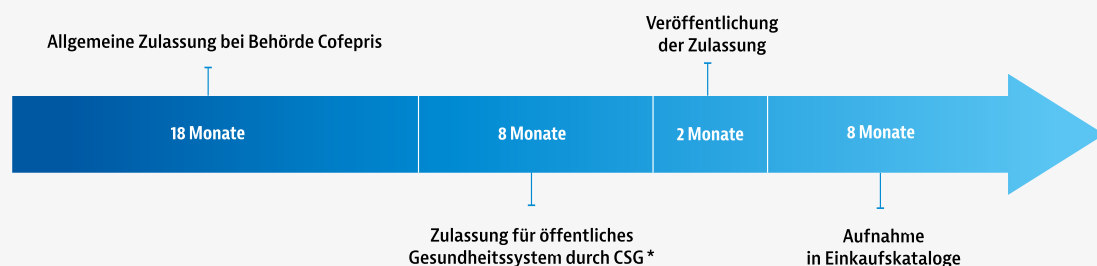 Allgemeine Zulassung bei Behörde Cofepris
Veröffentlichung
der Zulassung
18 Monate
8 Monate
2 Monate
8 Monate
Zulassung für öffentliches
Gesundheitssystem durch CSG *
Aufnahme
in Einkaufskataloge